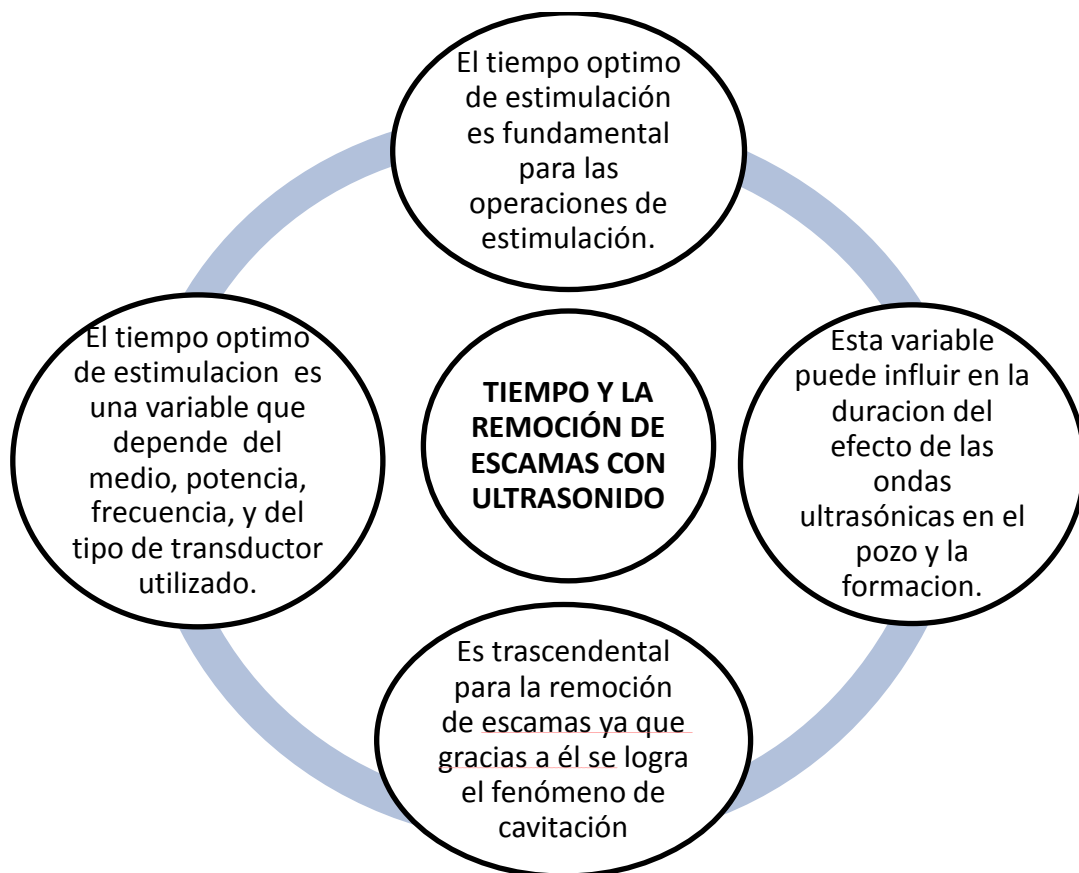 El tiempo optimo
de estimulación
es fundamental
para las
operaciones de
estimulación.
El tiempo optimo
de estimulacion  es
una variable que
depende  del
medio, potencia,
frecuencia, y del
tipo de transductor
utilizado.
TIEMPO Y LA
REMOCIÓN DE
ESCAMAS CON
ULTRASONIDO
Esta variable
puede influir en la
duracion del
efecto de las
ondas
ultrasónicas en el
pozo y la
formacion.
Es trascendental
para la remoción
de escamas ya que
gracias a él se logra
el fenómeno de
cavitación